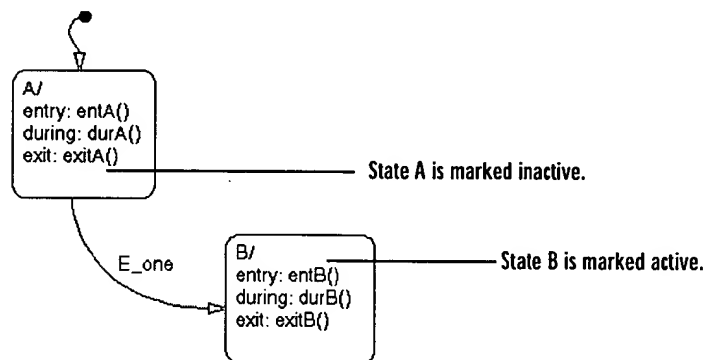 A/
entry: entA()
during: durA()
exit: exitA()
State A is marked inactive.
E_one
B/
entry: entB()
during: durB()
exit: exitB()
State B is marked active.